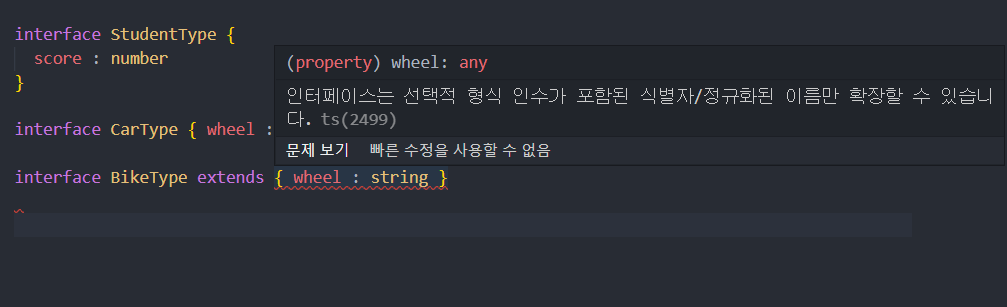 interface StudentType {
score : number
}
(property) wheel: any
인터페이스는 선택적 형식 인수가 포함된 식별자/정규화된 이름만 확장할 수 있습니
다. ts(2499)
문제 보기 빠른 수정을 사용할 수 없음
interface CarType { wheel :
interface BikeType extends { wheel : string }